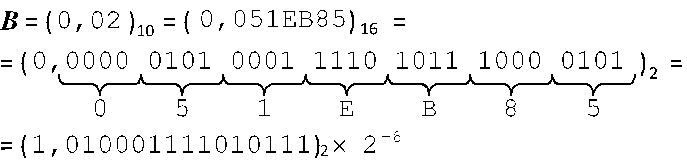 B = (0,02)₁₀ = (0,051EB85)₁₆ =
= (0,0000 0101 0001 1110 1011 1000 0101)₂ =
0 5 1 E B 8 5
= (1,010001111010111)₂ × 2⁻⁶